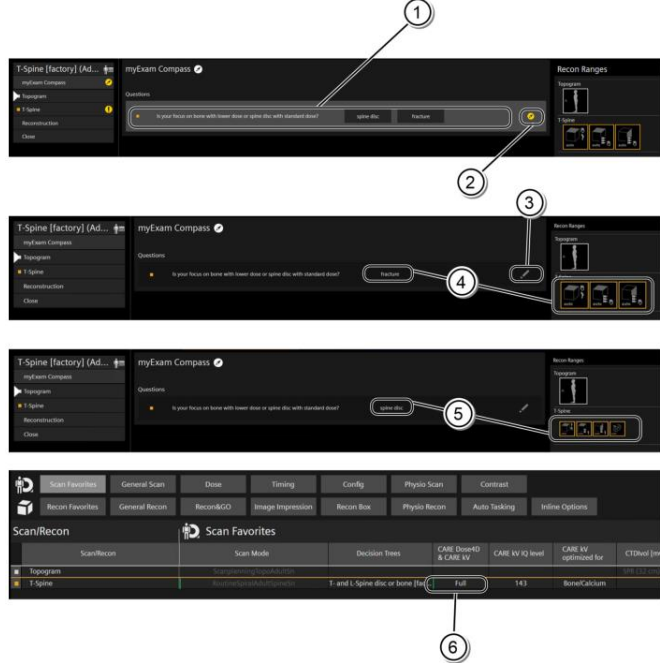 1
T-Spine [factory] (Ad...
myExam Compass
Recon Ranges
myExam Compass
Topogram
Topogram
Questions
T-Spine
Is your focus on bone with lower dose or spine disc with standard dose?
spine disc
fracture
T-Spine
Reconstruction
Close
2
3
T-Spine [factory] (Ad...
myExam Compass
Recon Ranges
myExam Compass
Topogram
Topogram
Questions
T-Spine
Is your focus on bone with lower dose or spine disc with standard dose?
fracture
4
Reconstruction
Close
T-Spine [factory] (Ad...
myExam Compass
Recon Ranges
myExam Compass
Topogram
Topogram
Questions
T-Spine
Is your focus on bone with lower dose or spine disc with standard dose?
spine disc
5
T-Spine
Reconstruction
Close
Scan Favorites General Scan Dose Timing Config Physio Scan Contrast
Recon Favorites General Recon Recon&GO Image Impression Recon Box Physio Recon Auto Tasking Inline Options
Scan/Recon Scan Favorites
Scan/Recon Scan Mode Decision Trees CARE Dose4D & CARE kV CARE kV IQ level CARE kV optimized for CTDIvol [m
Topogram
T-Spine T- and L-Spine disc or bone [fac Full 143 Bone/Calcium
6